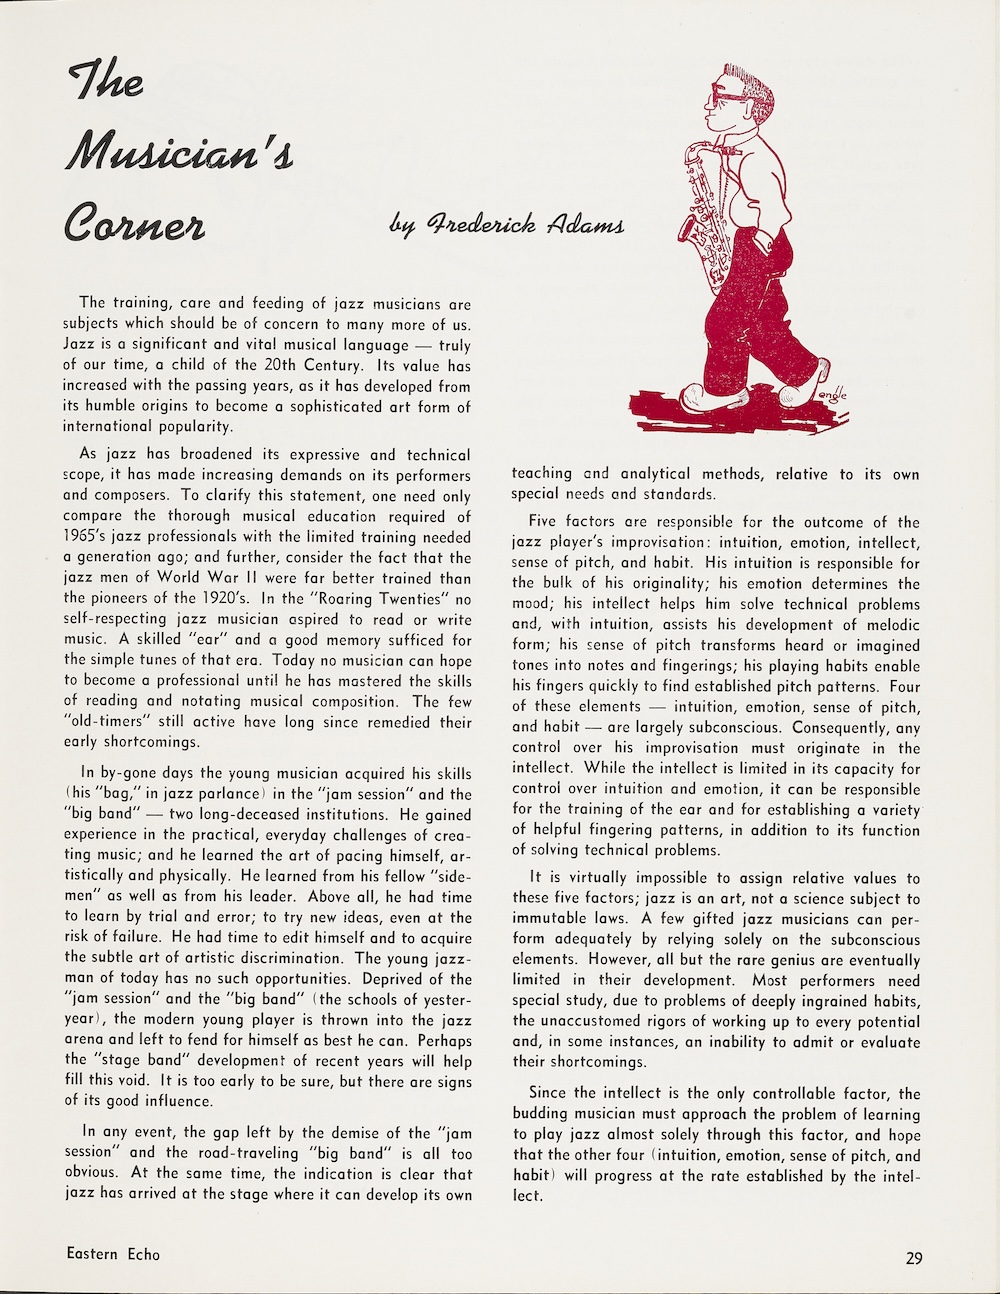 The
Musician's
Corner
by Frederick Adams
The training, care and feeding of jazz musicians are
subjects which should be of concern to many more of us.
Jazz is a significant and vital musical language — truly
of our time, a child of the 20th Century. Its value has
increased with the passing years, as it has developed from
its humble origins to become a sophisticated art form of
international popularity.
As jazz has broadened its expressive and technical
scope, it has made increasing demands on its performers
and composers. To clarify this statement, one need only
compare the thorough musical education required of
1965's jazz professionals with the limited training needed
a generation ago; and further, consider the fact that the
jazz men of World War II were far better trained than
the pioneers of the 1920's. In the "Roaring Twenties" no
self-respecting jazz musician aspired to read or write
music. A skilled "ear" and a good memory sufficed for
the simple tunes of that era. Today no musician can hope
to become a professional until he has mastered the skills
of reading and notating musical composition. The few
"old-timers" still active have long since remedied their
early shortcomings.
In by-gone days the young musician acquired his skills
(his "bag," in jazz parlance) in the "jam session" and the
"big band" — two long-deceased institutions. He gained
experience in the practical, everyday challenges of crea-
ting music; and he learned the art of pacing himself, ar-
tistically and physically. He learned from his fellow "side-
men" as well as from his leader. Above all, he had time
to learn by trial and error; to try new ideas, even at the
risk of failure. He had time to edit himself and to acquire
the subtle art of artistic discrimination. The young jazz-
man of today has no such opportunities. Deprived of the
"jam session" and the "big band" (the schools of yester-
year), the modern young player is thrown into the jazz
arena and left to fend for himself as best he can. Perhaps
the "stage band" development of recent years will help
fill this void. It is too early to be sure, but there are signs
of its good influence.
In any event, the gap left by the demise of the "jam
session" and the road-traveling "big band" is all too
obvious. At the same time, the indication is clear that
jazz has arrived at the stage where it can develop its own
angle
teaching and analytical methods, relative to its own
special needs and standards.
Five factors are responsible for the outcome of the
jazz player's improvisation: intuition, emotion, intellect,
sense of pitch, and habit. His intuition is responsible for
the bulk of his originality; his emotion determines the
mood; his intellect helps him solve technical problems
and, with intuition, assists his development of melodic
form; his sense of pitch transforms heard or imagined
tones into notes and fingerings; his playing habits enable
his fingers quickly to find established pitch patterns. Four
of these elements — intuition, emotion, sense of pitch,
and habit — are largely subconscious. Consequently, any
control over his improvisation must originate in the
intellect. While the intellect is limited in its capacity for
control over intuition and emotion, it can be responsible
for the training of the ear and for establishing a variety
of helpful fingering patterns, in addition to its function
of solving technical problems.
It is virtually impossible to assign relative values to
these five factors; jazz is an art, not a science subject to
immutable laws. A few gifted jazz musicians can per-
form adequately by relying solely on the subconscious
elements. However, all but the rare genius are eventually
limited in their development. Most performers need
special study, due to problems of deeply ingrained habits,
the unaccustomed rigors of working up to every potential
and, in some instances, an inability to admit or evaluate
their shortcomings.
Since the intellect is the only controllable factor, the
budding musician must approach the problem of learning
to play jazz almost solely through this factor, and hope
that the other four (intuition, emotion, sense of pitch, and
habit) will progress at the rate established by the intel-
lect.
Eastern Echo
29